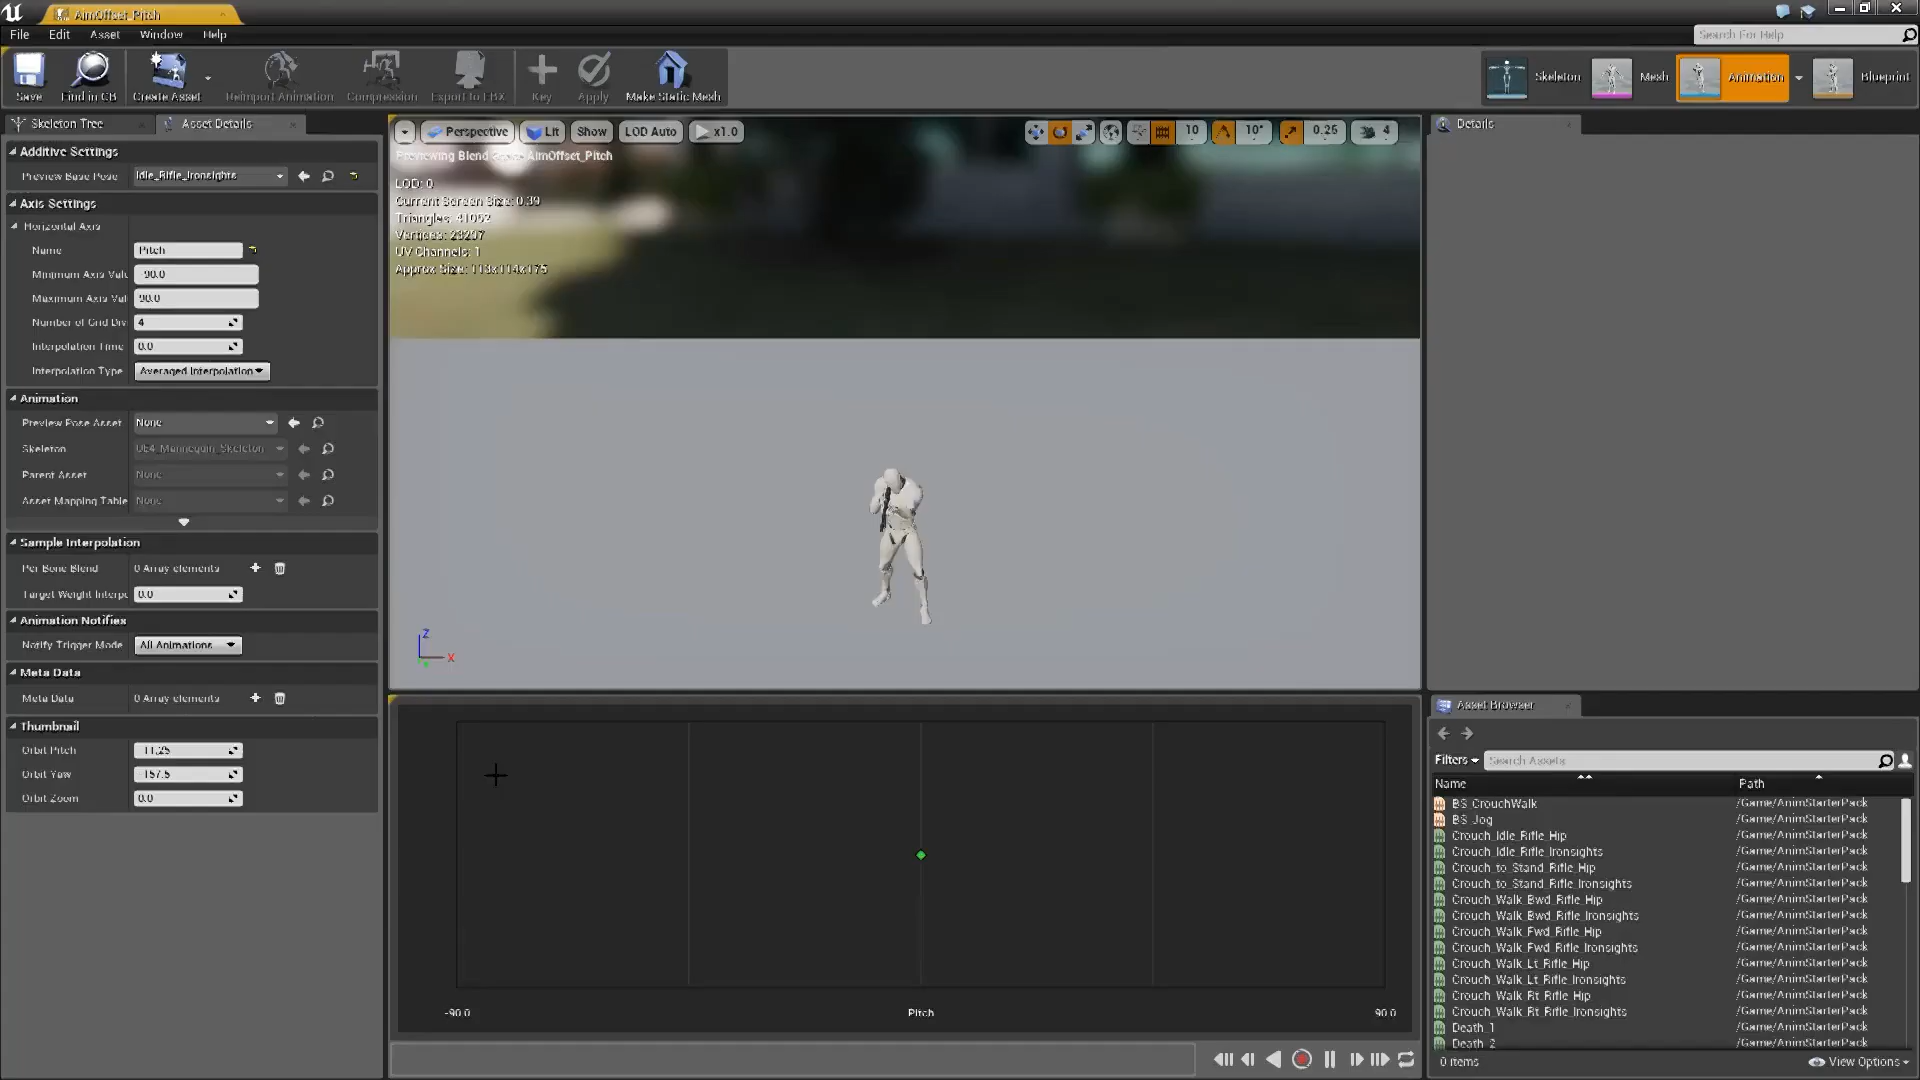 AimOffset_Pitch
File Edit Asset Window Help
Search For Help
Save Find in CB Create Asset Reimport Animation Compression Export to FBX Key Apply Make Static Mesh
Skeleton Mesh Animation Blueprint
Skeleton Tree Asset Details
Perspective Lit Show LOD Auto x1.0
10 10° 0.25 4
Details
Additive Settings
Preview Base Pose Idle_Rifle_Ironsights
Axis Settings
Horizontal Axis
Name Pitch
Minimum Axis Valu -90.0
Maximum Axis Val 90.0
Number of Grid Div 4
Interpolation Time 0.0
Interpolation Type Averaged Interpolation
Animation
Preview Pose Asset None
Skeleton UE4_Mannequin_Skeleton
Parent Asset None
Asset Mapping Table None
Sample Interpolation
Per Bone Blend 0 Array elements
Target Weight Interpo 0.0
Animation Notifies
Notify Trigger Mode All Animations
Meta Data
Meta Data 0 Array elements
Thumbnail
Orbit Pitch -11.25
Orbit Yaw -157.5
Orbit Zoom 0.0
Previewing Blend Space AimOffset_Pitch
LOD: 0
Current Screen Size: 0.39
Triangles: 41052
Vertices: 23297
UV Channels: 1
Approx Size: 113x114x175
Z
X
-90.0 Pitch 90.0
Asset Browser
Filters Search Assets
Name Path
BS_CrouchWalk /Game/AnimStarterPack
BS_Jog /Game/AnimStarterPack
Crouch_Idle_Rifle_Hip /Game/AnimStarterPack
Crouch_Idle_Rifle_Ironsights /Game/AnimStarterPack
Crouch_to_Stand_Rifle_Hip /Game/AnimStarterPack
Crouch_to_Stand_Rifle_Ironsights /Game/AnimStarterPack
Crouch_Walk_Bwd_Rifle_Hip /Game/AnimStarterPack
Crouch_Walk_Bwd_Rifle_Ironsights /Game/AnimStarterPack
Crouch_Walk_Fwd_Rifle_Hip /Game/AnimStarterPack
Crouch_Walk_Fwd_Rifle_Ironsights /Game/AnimStarterPack
Crouch_Walk_Lt_Rifle_Hip /Game/AnimStarterPack
Crouch_Walk_Lt_Rifle_Ironsights /Game/AnimStarterPack
Crouch_Walk_Rt_Rifle_Hip /Game/AnimStarterPack
Crouch_Walk_Rt_Rifle_Ironsights /Game/AnimStarterPack
Death_1 /Game/AnimStarterPack
Death_2 /Game/AnimStarterPack
0 items View Options